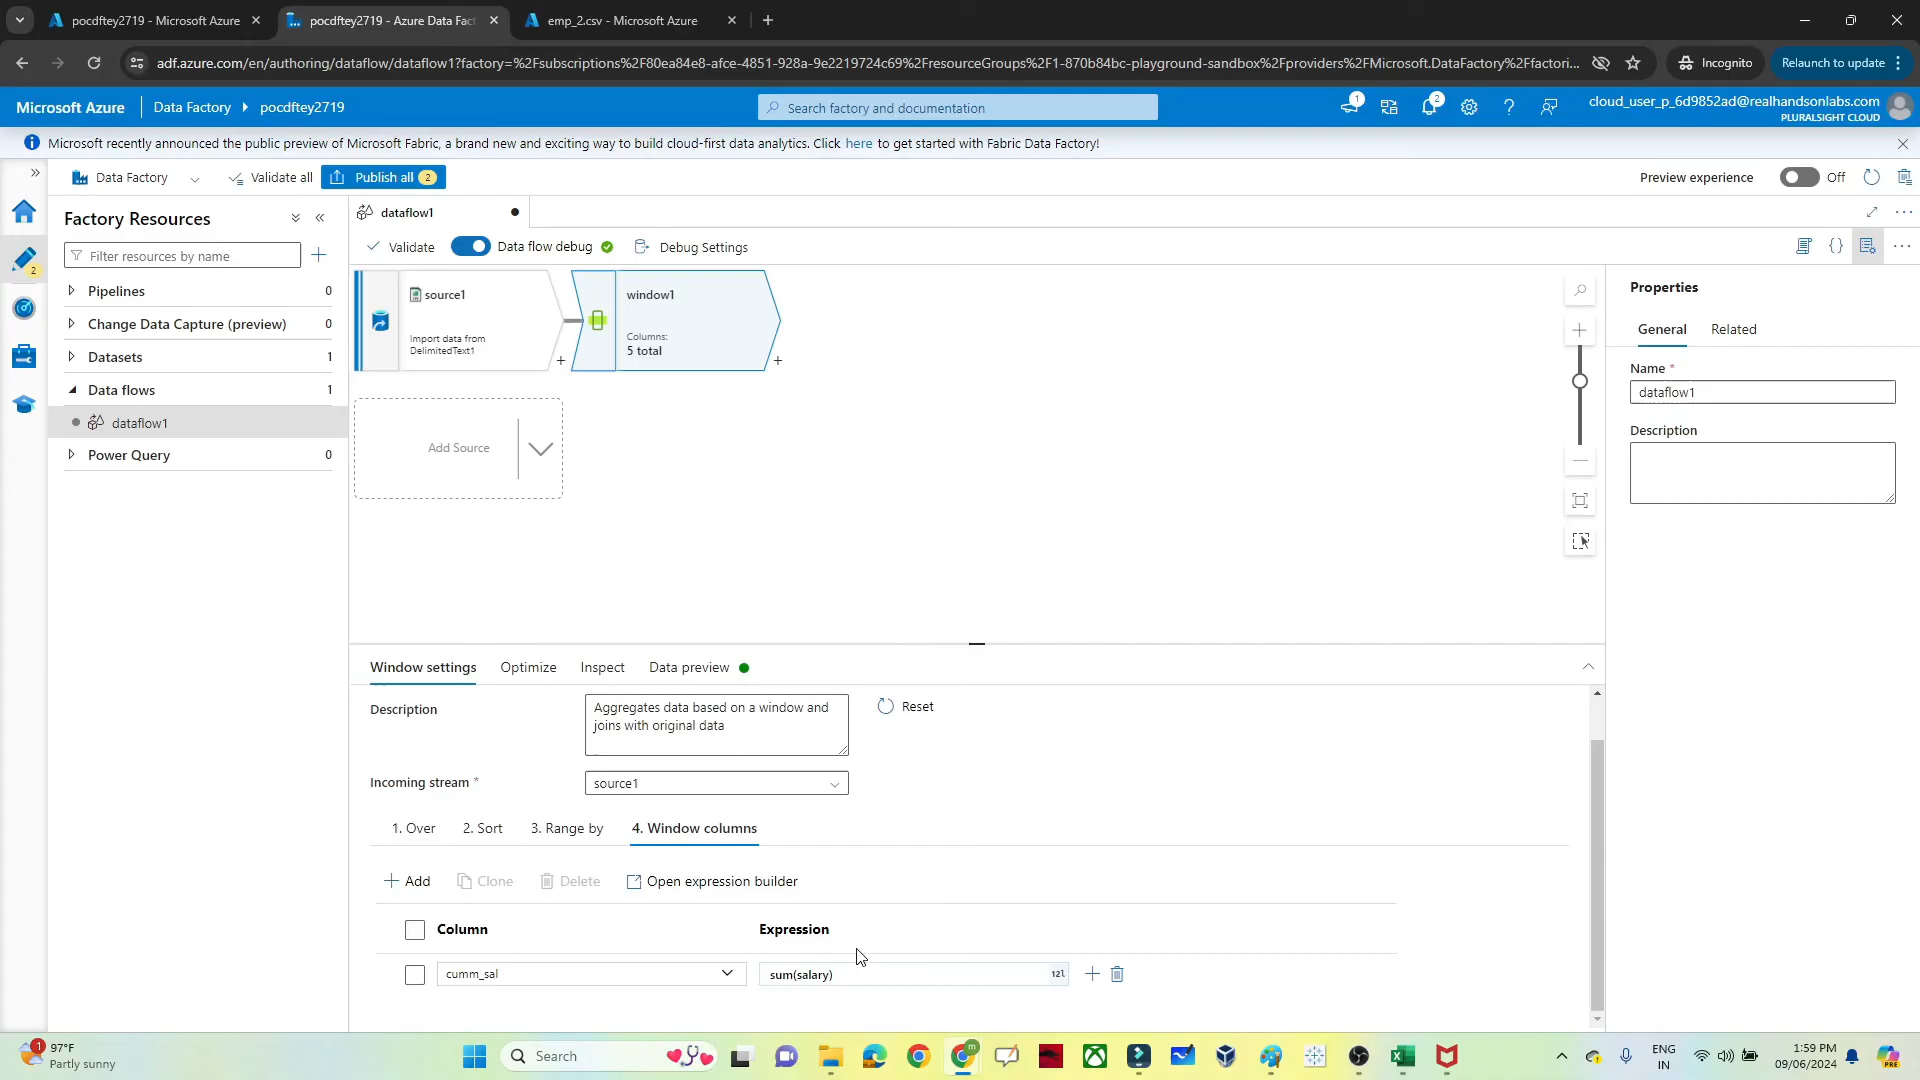 pocdftey2719 - Microsoft Azure
pocdftey2719 - Azure Data Fact
emp_2.csv - Microsoft Azure
adf.azure.com/en/authoring/dataflow/dataflow1?factory=%2Fsubscriptions%2F80ea84e8-afce-4851-928a-9e2219724c69%2FresourceGroups%2F1-870b84bc-playground-sandbox%2Fproviders%2FMicrosoft.DataFactory%2Ffactori...
Incognito
Relaunch to update
Microsoft Azure
Data Factory
pocdftey2719
Search factory and documentation
1
2
cloud_user_p_6d9852ad@realhandsonlabs.com
PLURALSIGHT CLOUD
Microsoft recently announced the public preview of Microsoft Fabric, a brand new and exciting way to build cloud-first data analytics. Click here to get started with Fabric Data Factory!
Data Factory
Validate all
Publish all 2
Preview experience
Off
Factory Resources
Filter resources by name
2
Pipelines 0
Change Data Capture (preview) 0
Datasets 1
Data flows 1
dataflow1
Power Query 0
dataflow1
Validate
Data flow debug
Debug Settings
source1
Import data from
DelimitedText1
window1
Columns:
5 total
Add Source
Properties
General
Related
Name *
dataflow1
Description
Window settings
Optimize
Inspect
Data preview
Description
Aggregates data based on a window and
joins with original data
Reset
Incoming stream *
source1
1. Over
2. Sort
3. Range by
4. Window columns
Add
Clone
Delete
Open expression builder
Column
Expression
cumm_sal
sum(salary)
12l
1
97°F
Partly sunny
Search
m
ENG
IN
1:59 PM
09/06/2024
PRE